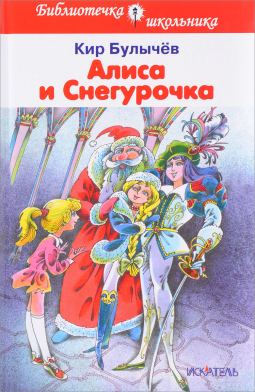 Библиотечка школьника
Кир Булычёв
Алиса
и Снегурочка
ИСКАТЕЛЬ